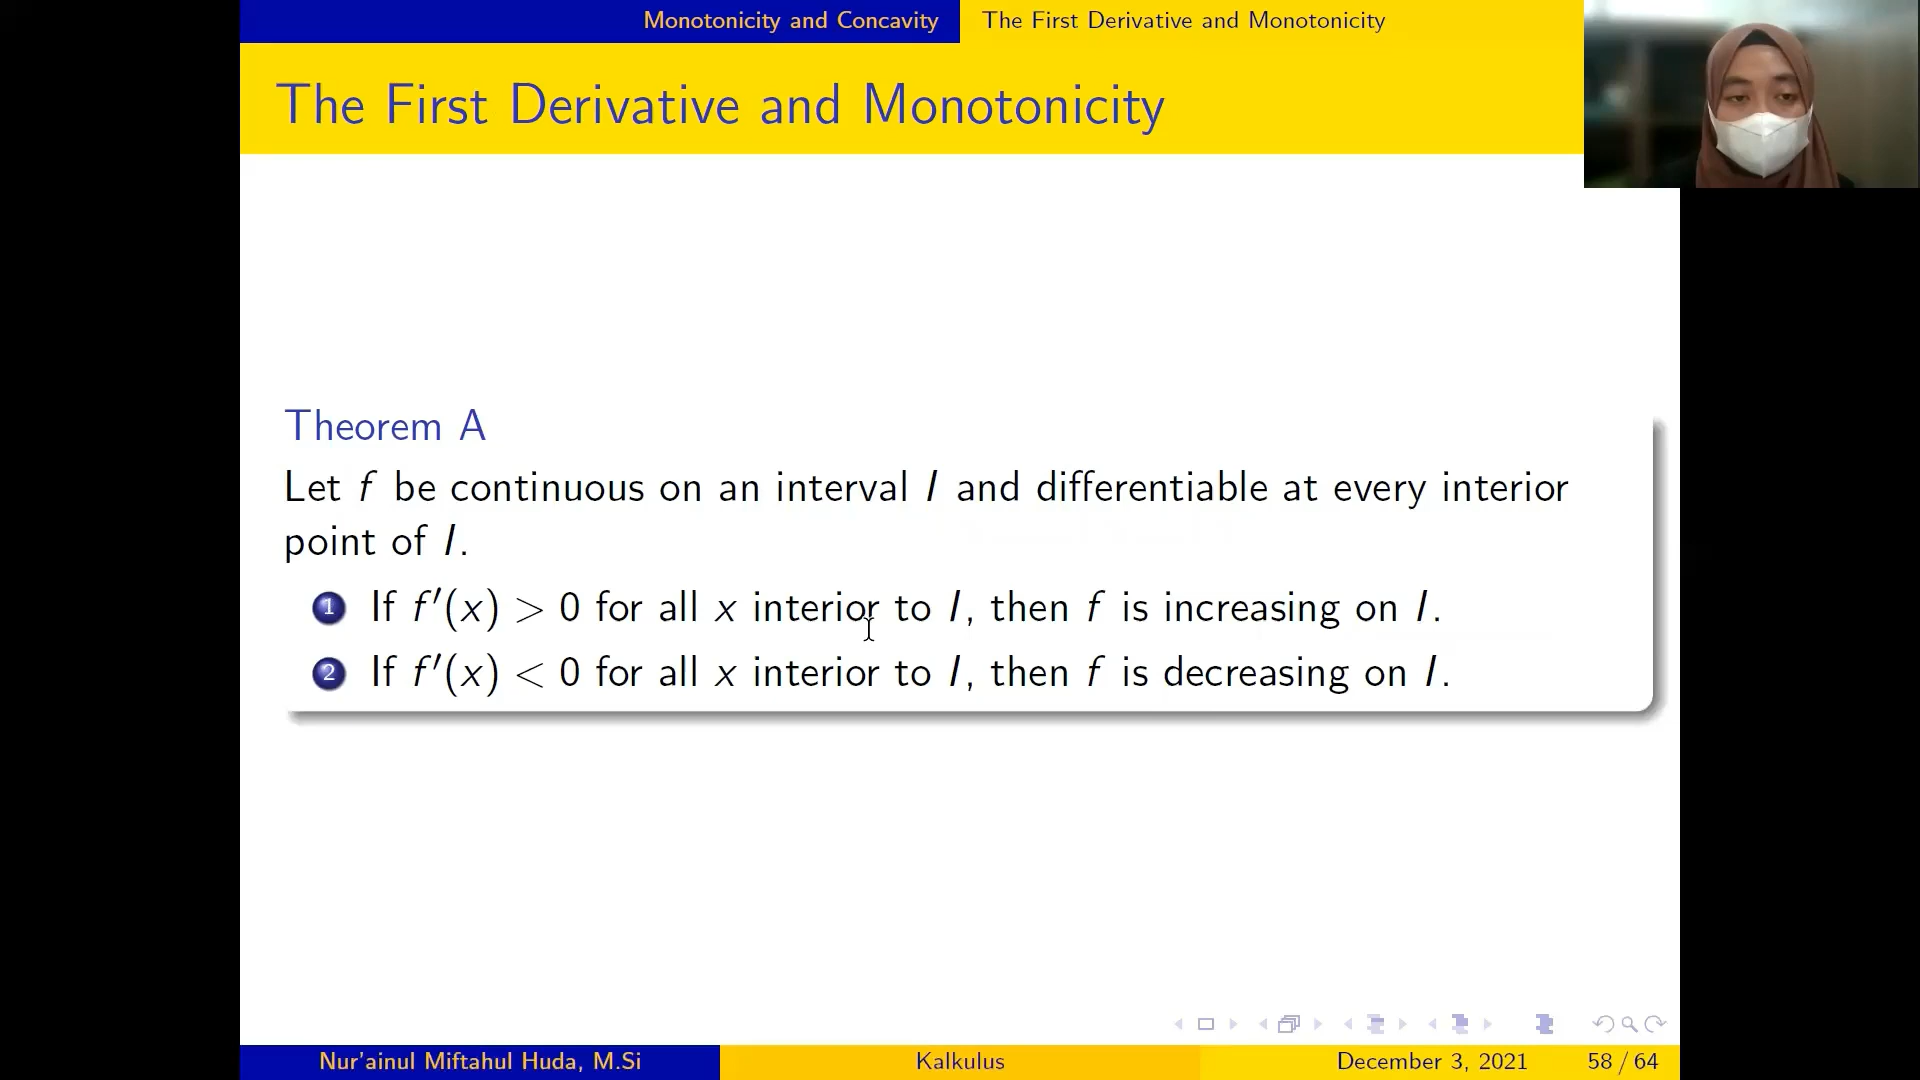 Monotonicity and Concavity
The First Derivative and Monotonicity
The First Derivative and Monotonicity
Theorem A
Let f be continuous on an interval I and differentiable at every interior
point of I.
1 If f′(x) > 0 for all x interior to I, then f is increasing on I.
2 If f′(x) < 0 for all x interior to I, then f is decreasing on I.
Nur'ainul Miftahul Huda, M.Si
Kalkulus
December 3, 2021
58 / 64